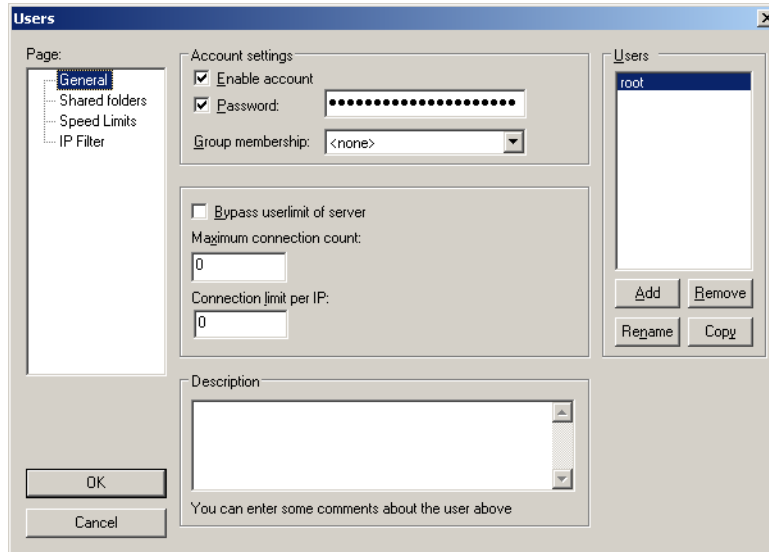 Users
Page:
General
Shared folders
Speed Limits
IP Filter
OK
Cancel
Account settings
Enable account
Password: ●●●●●●●●●●●●●●●●●●●●●
Group membership: <none>
Bypass userlimit of server
Maximum connection count:
0
Connection limit per IP:
0
Description
You can enter some comments about the user above
Users
root
Add Remove
Rename Copy